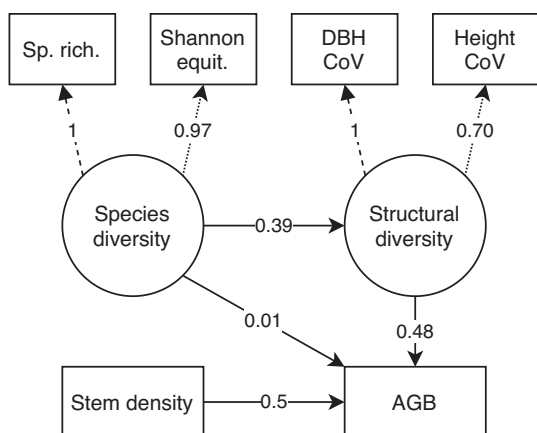 Sp. rich.
Shannon
equit.
DBH
CoV
Height
CoV
1
0.97
1
0.70
Species
diversity
0.39
Structural
diversity
0.01
0.48
Stem density
0.5
AGB